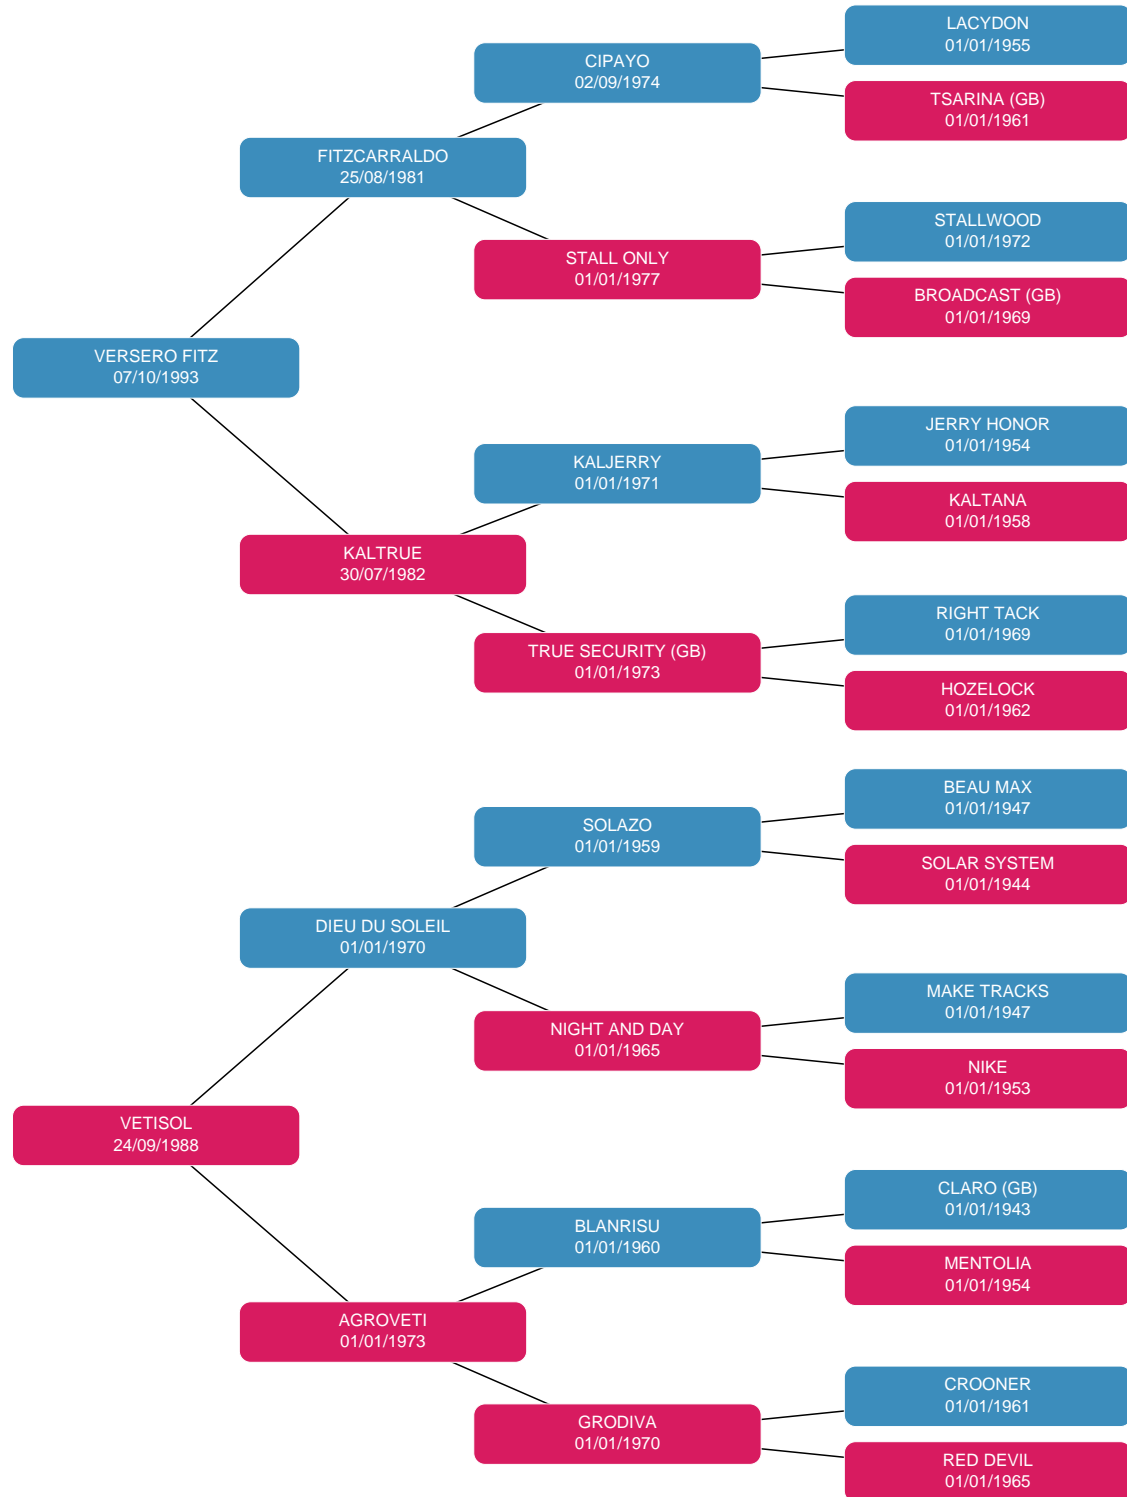 LACYDON
01/01/1955
CIPAYO
02/09/1974
TSARINA (GB)
01/01/1961
FITZCARRALDO
25/08/1981
STALLWOOD
01/01/1972
STALL ONLY
01/01/1977
BROADCAST (GB)
01/01/1969
VERSERO FITZ
07/10/1993
JERRY HONOR
01/01/1954
KALJERRY
01/01/1971
KALTANA
01/01/1958
KALTRUE
30/07/1982
RIGHT TACK
01/01/1969
TRUE SECURITY (GB)
01/01/1973
HOZELOCK
01/01/1962
BEAU MAX
01/01/1947
SOLAZO
01/01/1959
SOLAR SYSTEM
01/01/1944
DIEU DU SOLEIL
01/01/1970
MAKE TRACKS
01/01/1947
NIGHT AND DAY
01/01/1965
NIKE
01/01/1953
VETISOL
24/09/1988
CLARO (GB)
01/01/1943
BLANRISU
01/01/1960
MENTOLIA
01/01/1954
AGROVETI
01/01/1973
CROONER
01/01/1961
GRODIVA
01/01/1970
RED DEVIL
01/01/1965